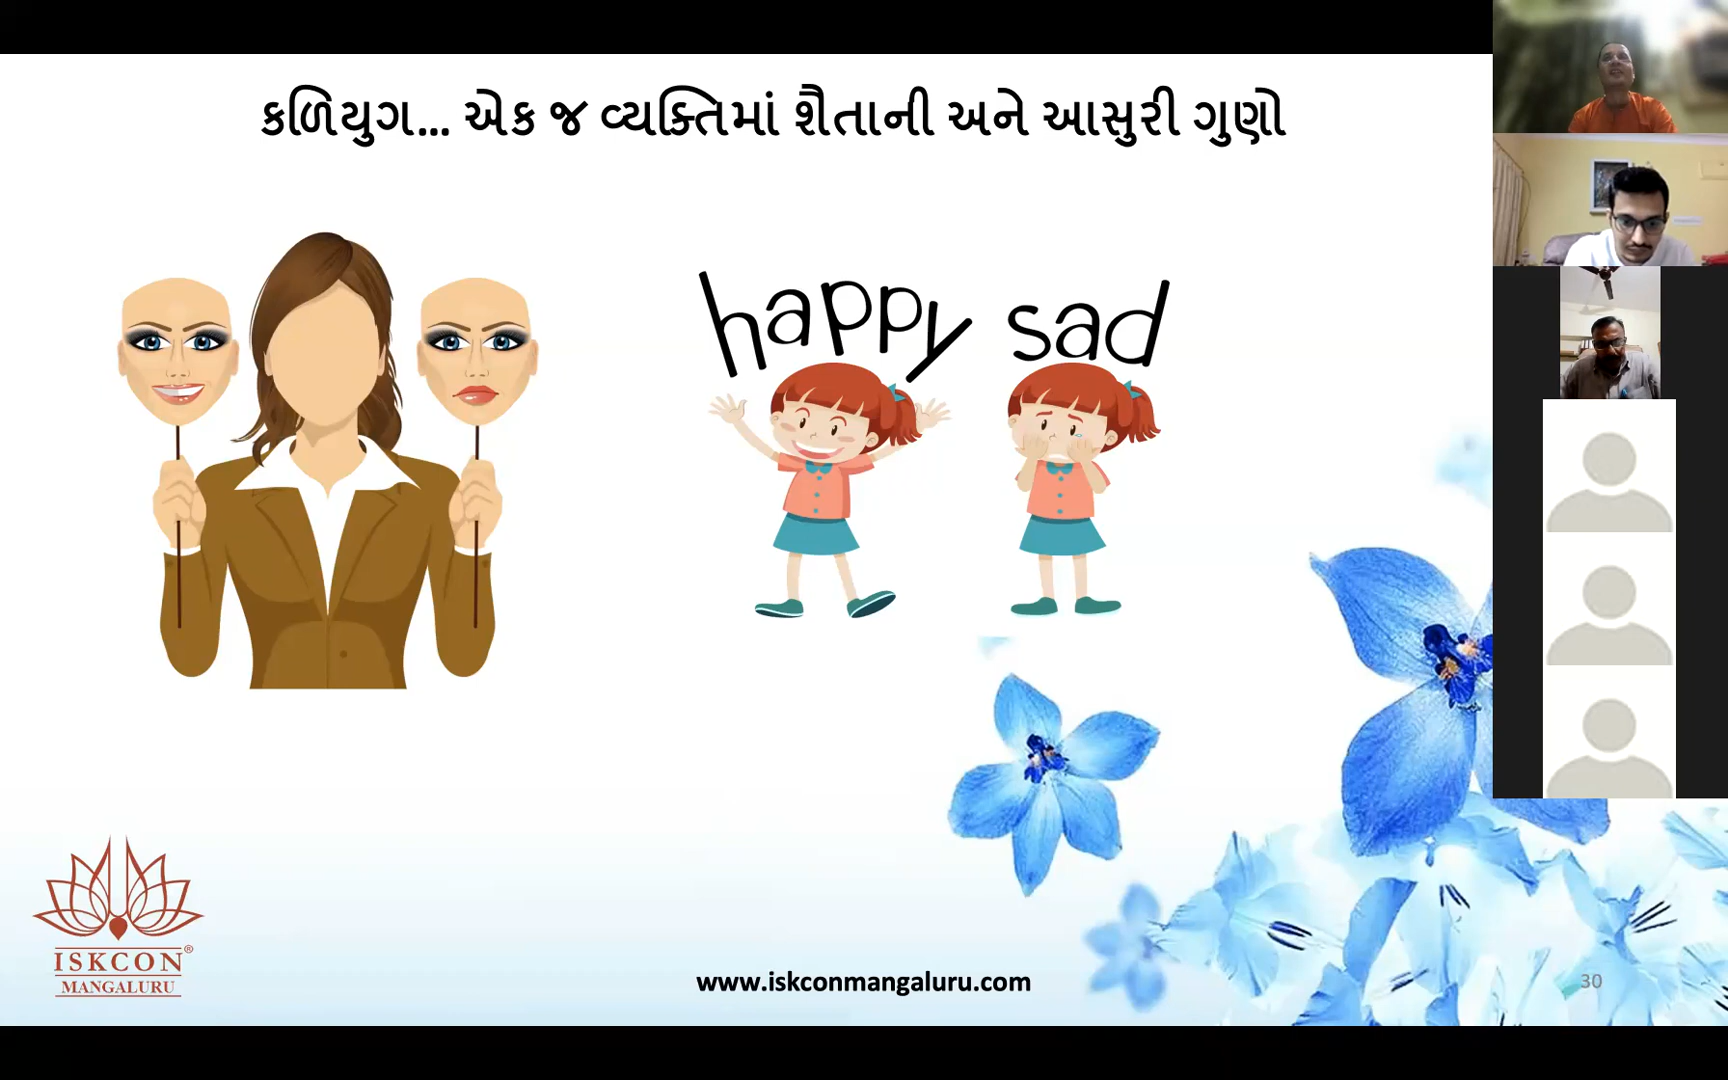 કળિયુગ... એક જ વ્યક્તિમાં શૈતાની અને આસુરી ગુણો
happy sad
ISKCON®
MANGALURU
www.iskconmangaluru.com
30